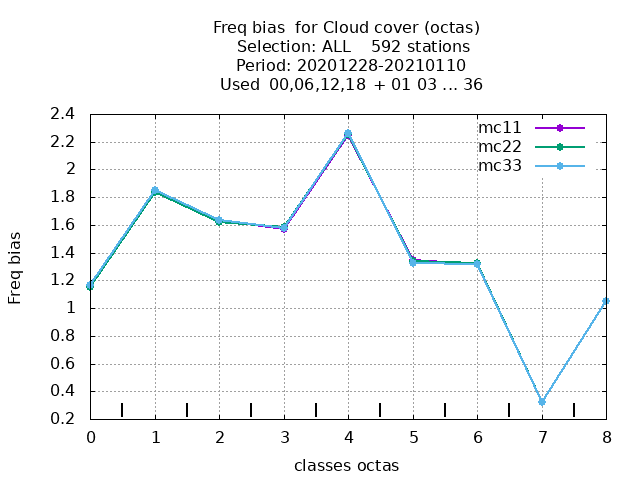 Freq bias  for Cloud cover (octas)
Selection: ALL    592 stations
Period: 20201228-20210110
Used  00,06,12,18  + 01 03 ... 36
2.4
2.2
2
1.8
1.6
1.4
1.2
1
0.8
0.6
0.4
0.2
Freq bias
mc11
mc22
mc33
0 1 2 3 4 5 6 7 8
classes octas